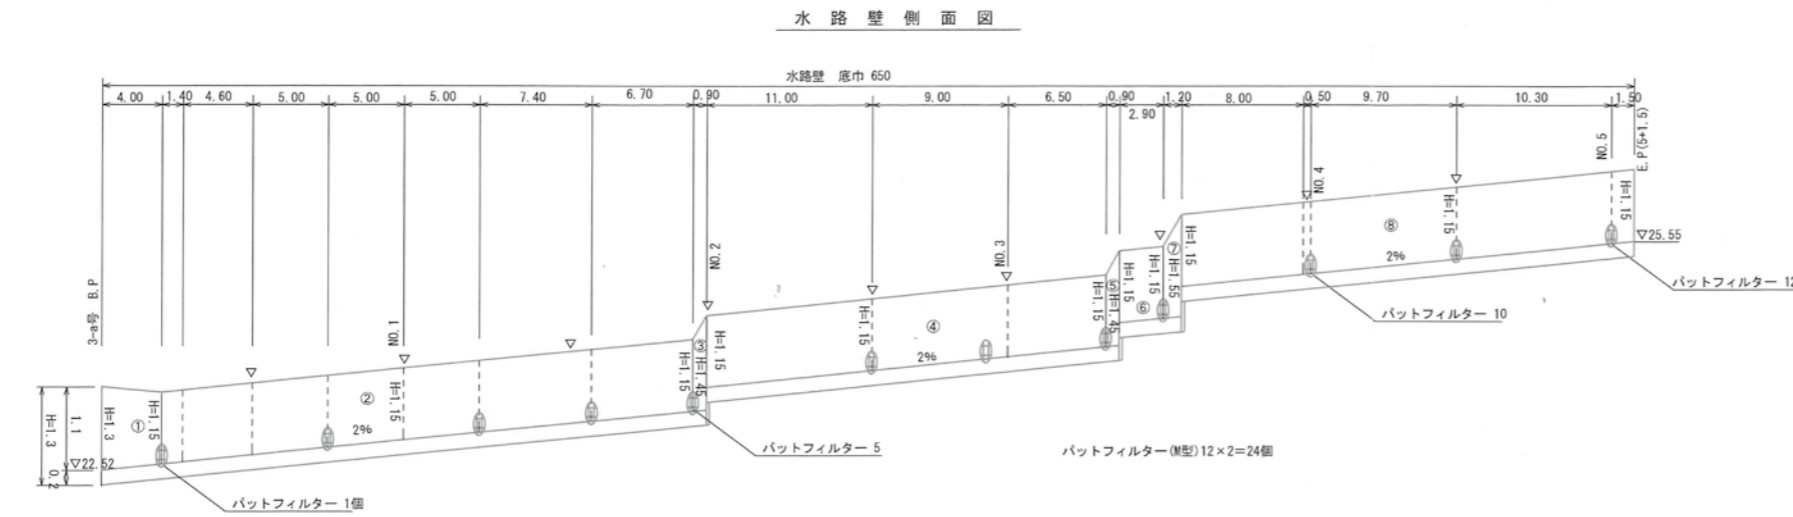 水 路 壁 側 面 図
水路壁 底巾 650
4.00 1.40 4.60 5.00 5.00 5.00 7.40 6.70 0.90 11.00 9.00 6.50 0.90 1.20 8.00 0.50 9.70 10.30 1.50
2.90
3-a号 B.P
NO.1
NO.2
NO.3
NO.4
NO.5
E.P(5+1.5)
H=1.3
1.1
0.2
H=1.3
①
H=1.15
▽22.52
②
2%
H=1.15
H=1.15
③
H=1.45
H=1.15
H=1.15
④
2%
H=1.15
⑤
H=1.45
H=1.15
⑥
H=1.15
⑦
H=1.55
H=1.15
⑧
2%
H=1.15
H=1.15
▽25.55
パットフィルター 12
パットフィルター 10
パットフィルター 5
パットフィルター(M型)12×2=24個
パットフィルター 1個